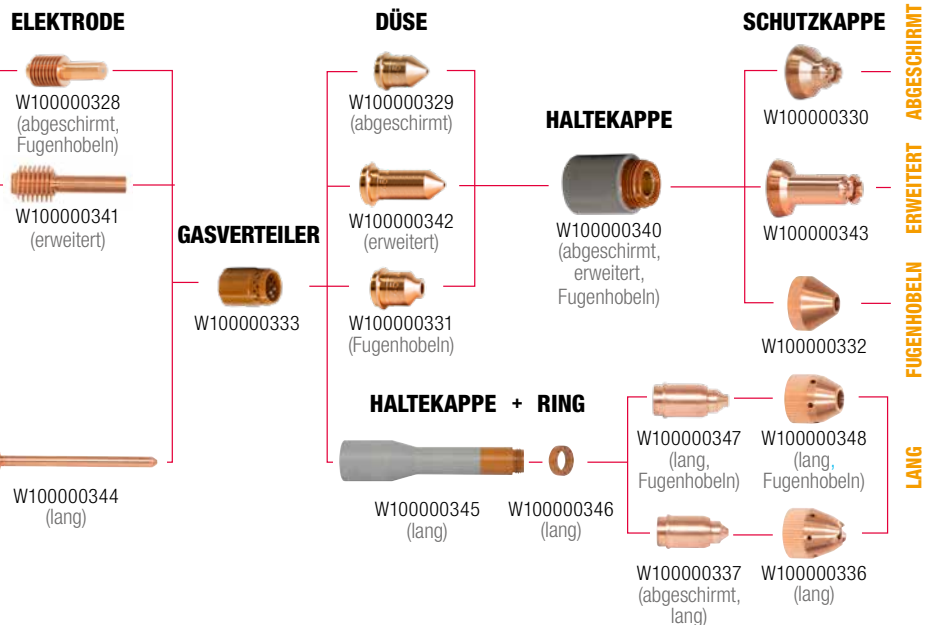 ELEKTRODE
W100000328
(abgeschirmt,
Fugenhobeln)
W100000341
(erweitert)
W100000344
(lang)
GASVERTEILER
W100000333
DÜSE
W100000329
(abgeschirmt)
W100000342
(erweitert)
W100000331
(Fugenhobeln)
HALTEKAPPE
W100000340
(abgeschirmt,
erweitert,
Fugenhobeln)
SCHUTZKAPPE
W100000330
W100000343
W100000332
HALTEKAPPE + RING
W100000345
(lang)
W100000346
(lang)
W100000347
(lang,
Fugenhobeln)
W100000348
(lang,
Fugenhobeln)
W100000337
(abgeschirmt,
lang)
W100000336
(lang)
ABGESCHIRMT
ERWEITERT
FUGENHOBELN
LANG